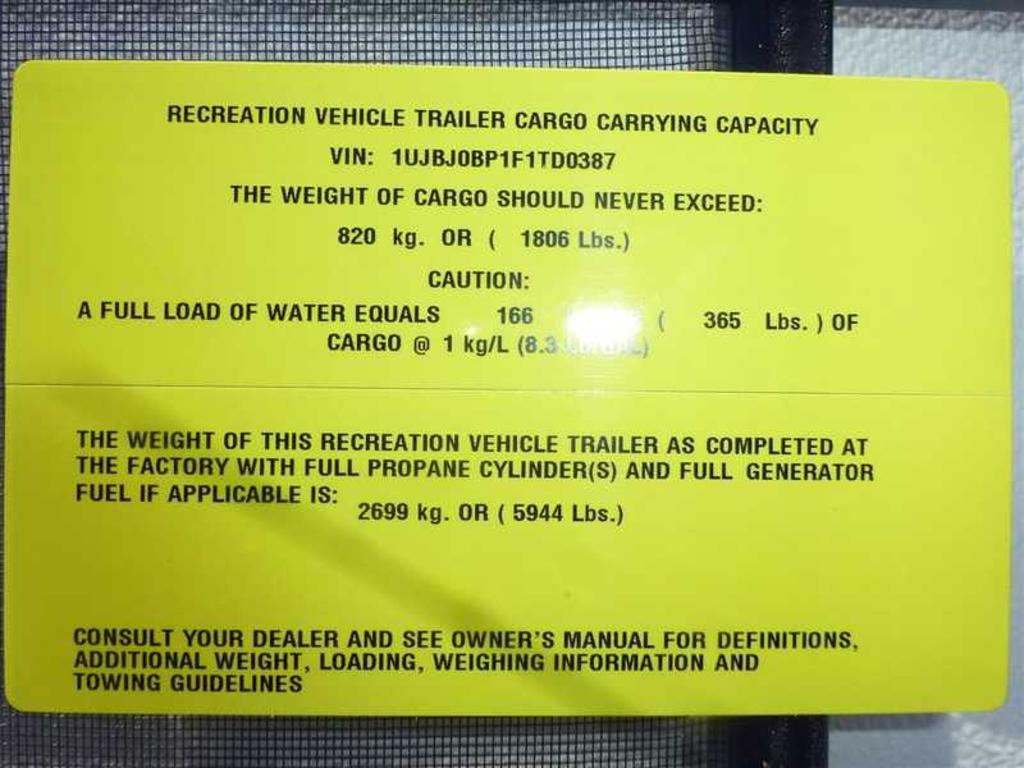 RECREATION VEHICLE TRAILER CARGO CARRYING CAPACITY
VIN: 1UJBJ0BP1F1TD0387
THE WEIGHT OF CARGO SHOULD NEVER EXCEED:
820 kg. OR ( 1806 Lbs.)
CAUTION:
A FULL LOAD OF WATER EQUALS 166 ( 365 Lbs. ) OF
CARGO @ 1 kg/L (8.3
THE WEIGHT OF THIS RECREATION VEHICLE TRAILER AS COMPLETED AT
THE FACTORY WITH FULL PROPANE CYLINDER(S) AND FULL GENERATOR
FUEL IF APPLICABLE IS:
2699 kg. OR ( 5944 Lbs.)
CONSULT YOUR DEALER AND SEE OWNER'S MANUAL FOR DEFINITIONS,
ADDITIONAL WEIGHT, LOADING, WEIGHING INFORMATION AND
TOWING GUIDELINES